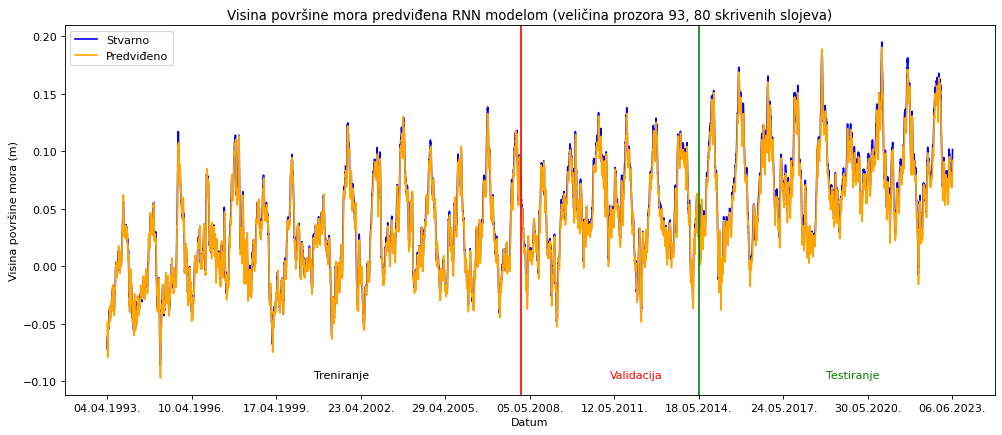 Visina površine mora predviđena RNN modelom (veličina prozora 93, 80 skrivenih slojeva)
Stvarno
Predviđeno
Visina površine mora (m)
0.20
0.15
0.10
0.05
0.00
−0.05
−0.10
Treniranje
Validacija
Testiranje
04.04.1993.
10.04.1996.
17.04.1999.
23.04.2002.
29.04.2005.
05.05.2008.
12.05.2011.
18.05.2014.
24.05.2017.
30.05.2020.
06.06.2023.
Datum